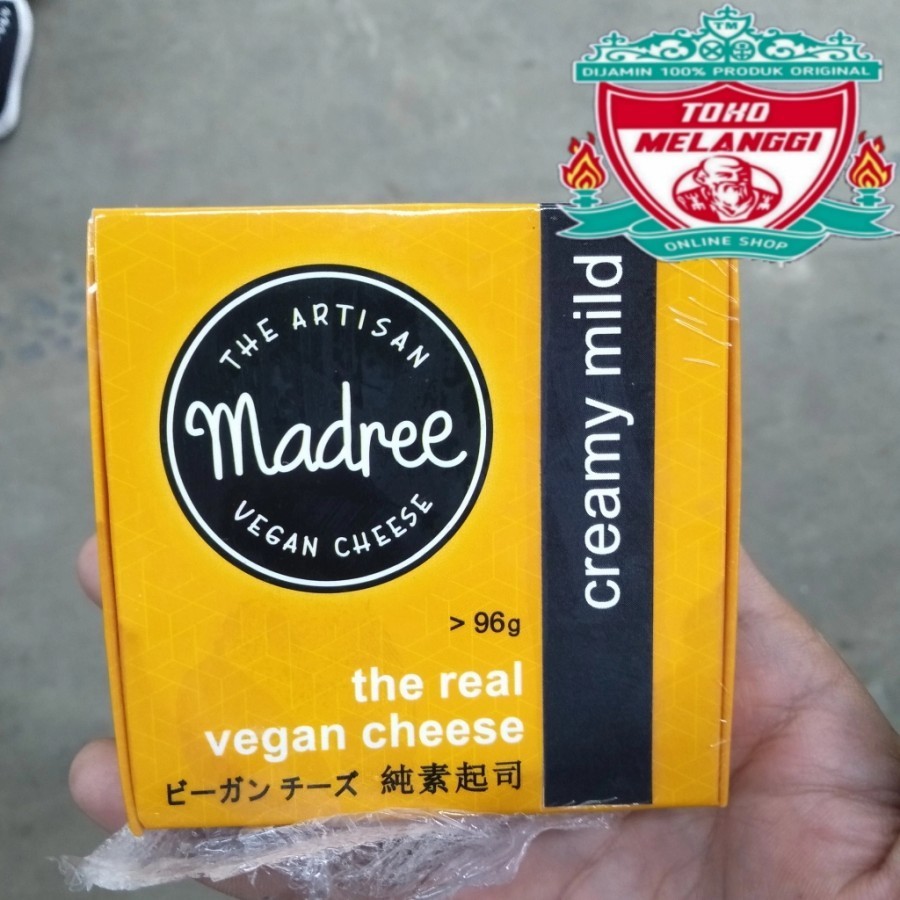 TM
DIJAMIN 100% PRODUK ORIGINAL
TOKO
MELANGGI
ONLINE SHOP
THE ARTISAN
Madree
VEGAN CHEESE
creamy mild
> 96g
the real
vegan cheese
ビーガン チーズ 純素起司